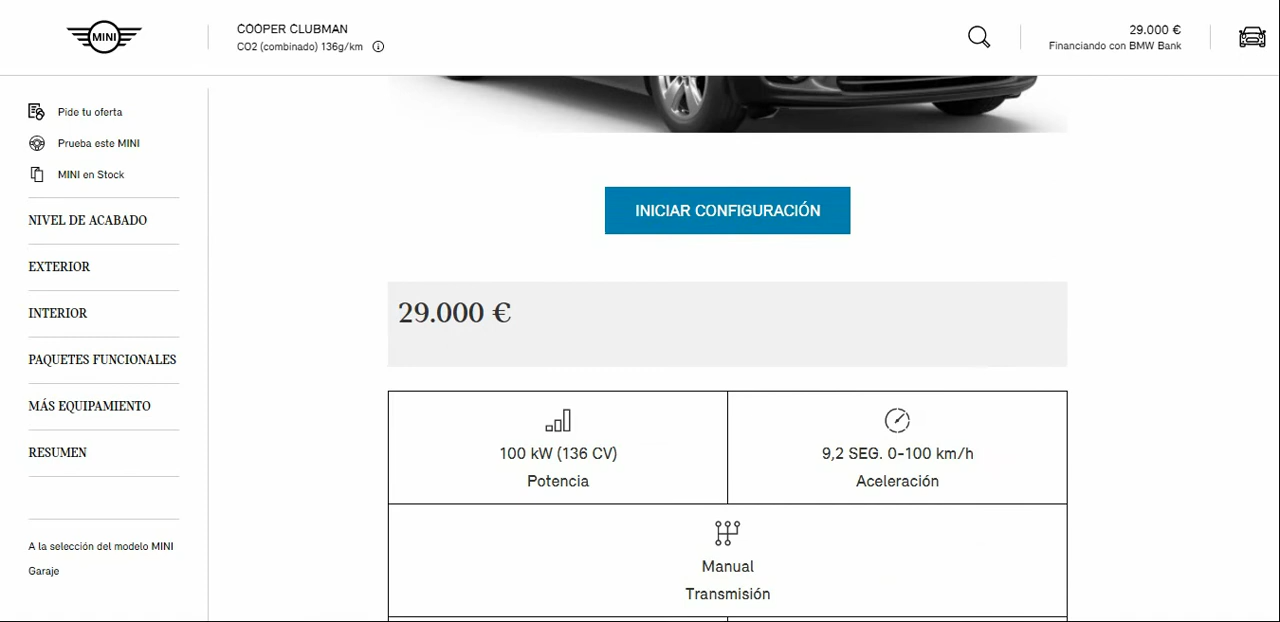 MINI
COOPER CLUBMAN
CO2 (combinado) 136g/km
29.000 €
Financiando con BMW Bank
Pide tu oferta
Prueba este MINI
MINI en Stock
NIVEL DE ACABADO
EXTERIOR
INTERIOR
PAQUETES FUNCIONALES
MÁS EQUIPAMIENTO
RESUMEN
A la selección del modelo MINI
Garaje
INICIAR CONFIGURACIÓN
29.000 €
100 kW (136 CV)
Potencia
9,2 SEG. 0-100 km/h
Aceleración
Manual
Transmisión